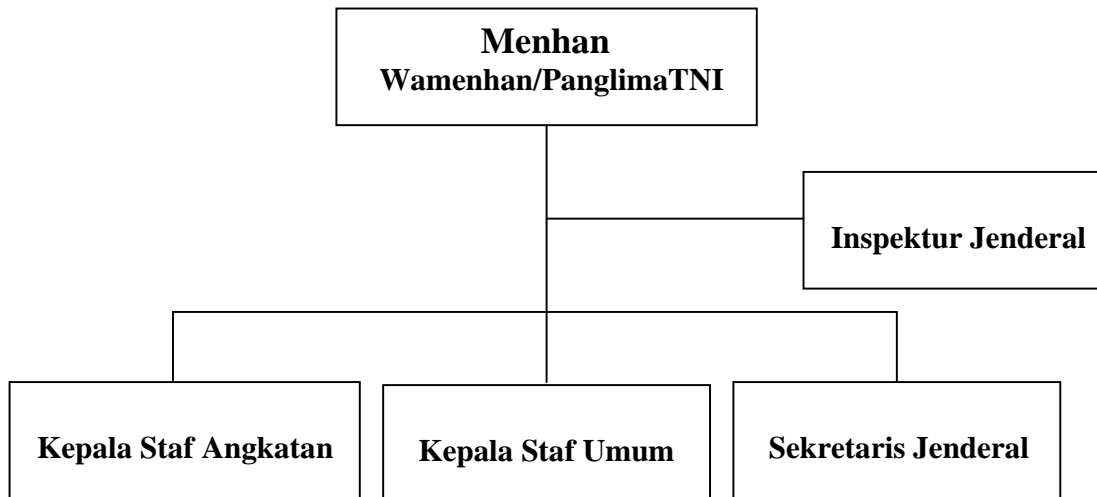 Menhan
Wamenhan/PanglimaTNI
Inspektur Jenderal
Kepala Staf Angkatan
Kepala Staf Umum
Sekretaris Jenderal